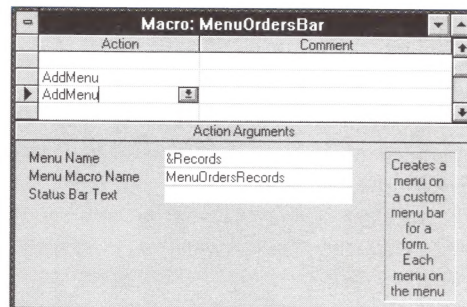 Macro: MenuOrdersBar
Action Comment
AddMenu
AddMenu
Action Arguments
Menu Name &Records
Menu Macro Name MenuOrdersRecords
Status Bar Text
Creates a
menu on
a custom
menu bar
for a
form.
Each
menu on
the menu